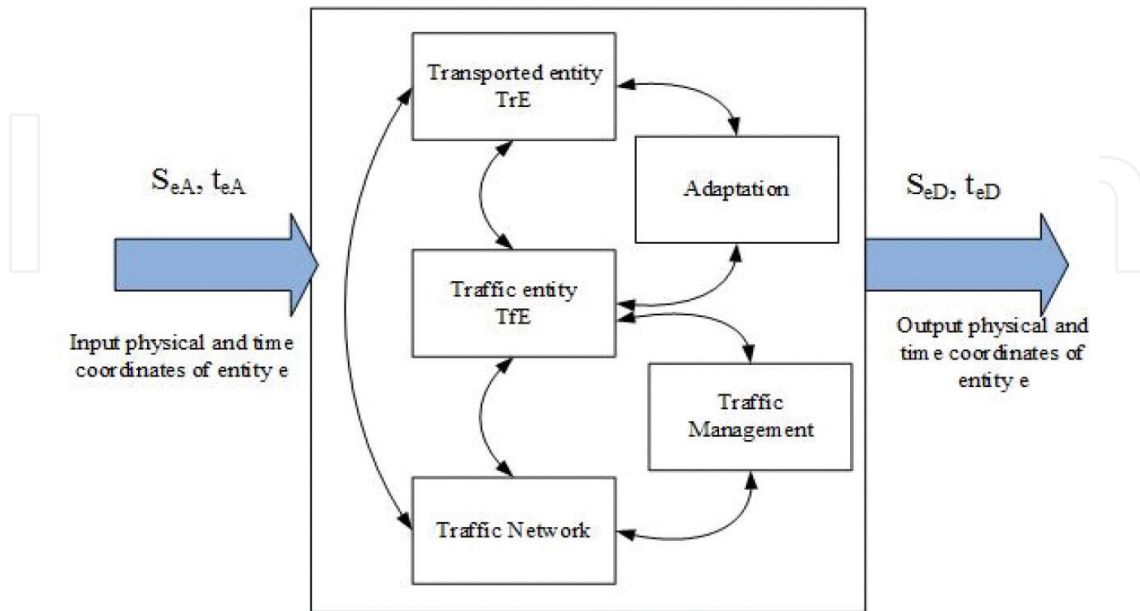 Transported entity
TrE
Adaptation
S_eA, t_eA
S_eD, t_eD
Traffic entity
TfE
Input physical and time
coordinates of entity e
Output physical and
time coordinates of
entity e
Traffic
Management
Traffic Network